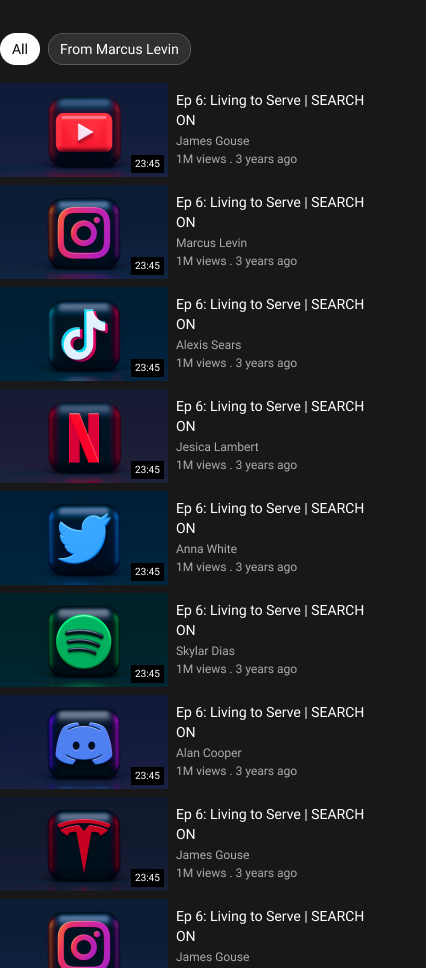 All
From Marcus Levin
Ep 6: Living to Serve | SEARCH
ON
James Gouse
1M views . 3 years ago
23:45
Ep 6: Living to Serve | SEARCH
ON
Marcus Levin
1M views . 3 years ago
23:45
Ep 6: Living to Serve | SEARCH
ON
Alexis Sears
1M views . 3 years ago
23:45
Ep 6: Living to Serve | SEARCH
ON
Jesica Lambert
1M views . 3 years ago
N
23:45
Ep 6: Living to Serve | SEARCH
ON
Anna White
1M views . 3 years ago
23:45
Ep 6: Living to Serve | SEARCH
ON
Skylar Dias
1M views . 3 years ago
23:45
Ep 6: Living to Serve | SEARCH
ON
Alan Cooper
1M views . 3 years ago
23:45
Ep 6: Living to Serve | SEARCH
ON
James Gouse
1M views . 3 years ago
23:45
Ep 6: Living to Serve | SEARCH
ON
James Gouse